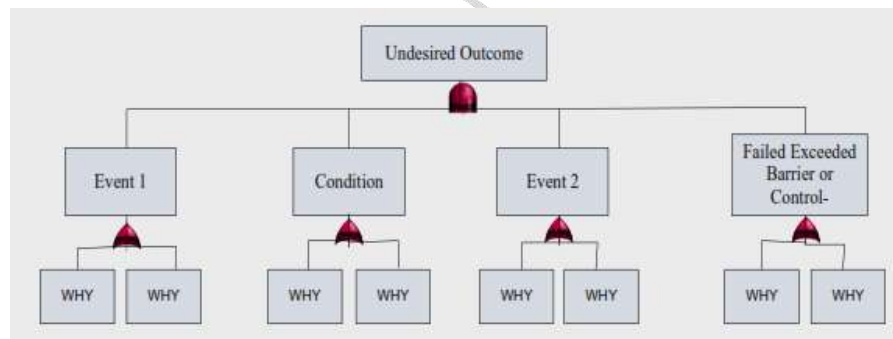 Undesired Outcome
Event 1
Condition
Event 2
Failed Exceeded
Barrier or
Control-
WHY
WHY
WHY
WHY
WHY
WHY
WHY
WHY